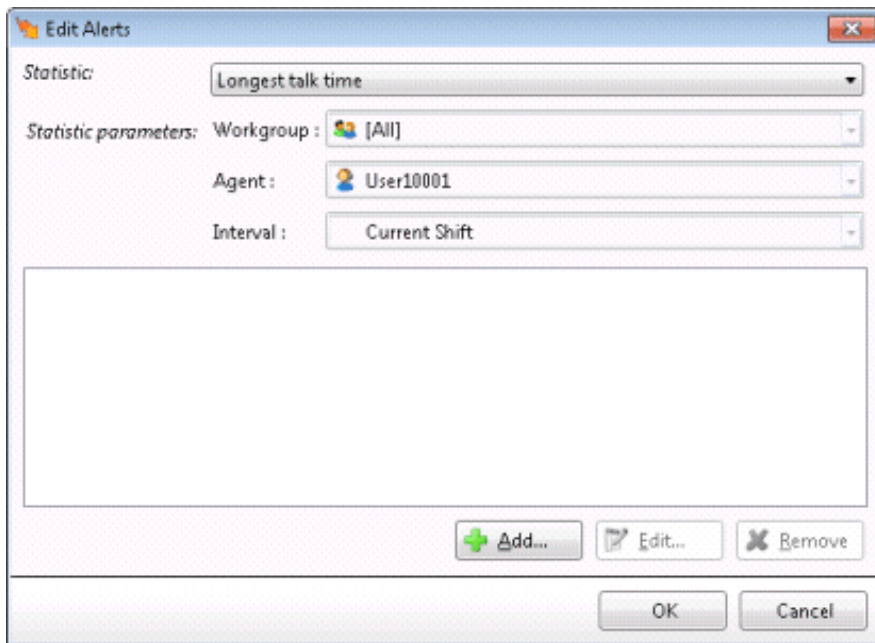 Edit Alerts
Statistic: Longest talk time
Statistic parameters: Workgroup : [All]
Agent : User10001
Interval : Current Shift
Add... Edit... Remove
OK Cancel